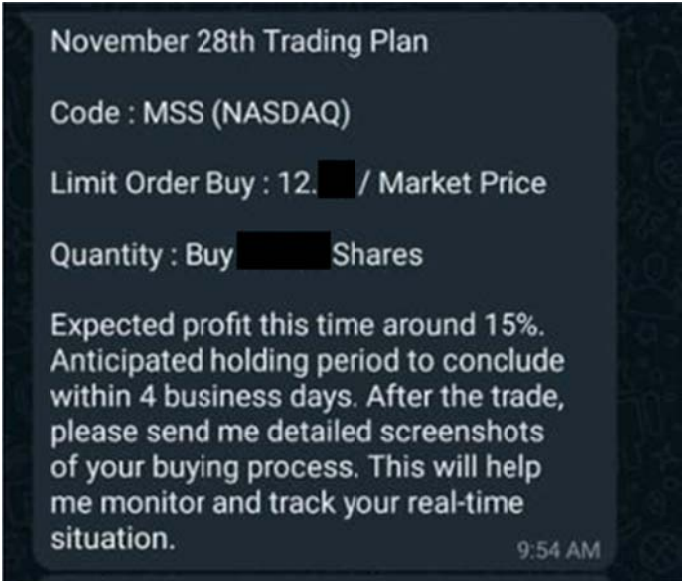 November 28th Trading Plan
Code : MSS (NASDAQ)
Limit Order Buy : 12. / Market Price
Quantity : Buy Shares
Expected profit this time around 15%.
Anticipated holding period to conclude
within 4 business days. After the trade,
please send me detailed screenshots
of your buying process. This will help
me monitor and track your real-time
situation.
9:54 AM